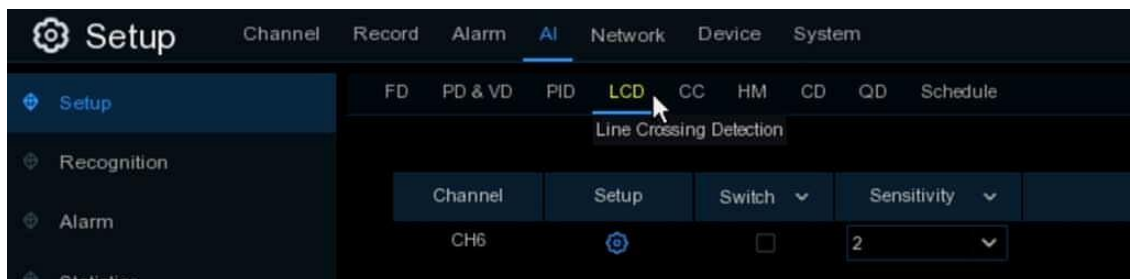 Setup Channel Record Alarm AI Network Device System
Setup FD PD & VD PID LCD CC HM CD QD Schedule
Line Crossing Detection
Recognition
Channel Setup Switch Sensitivity
Alarm
CH6 2